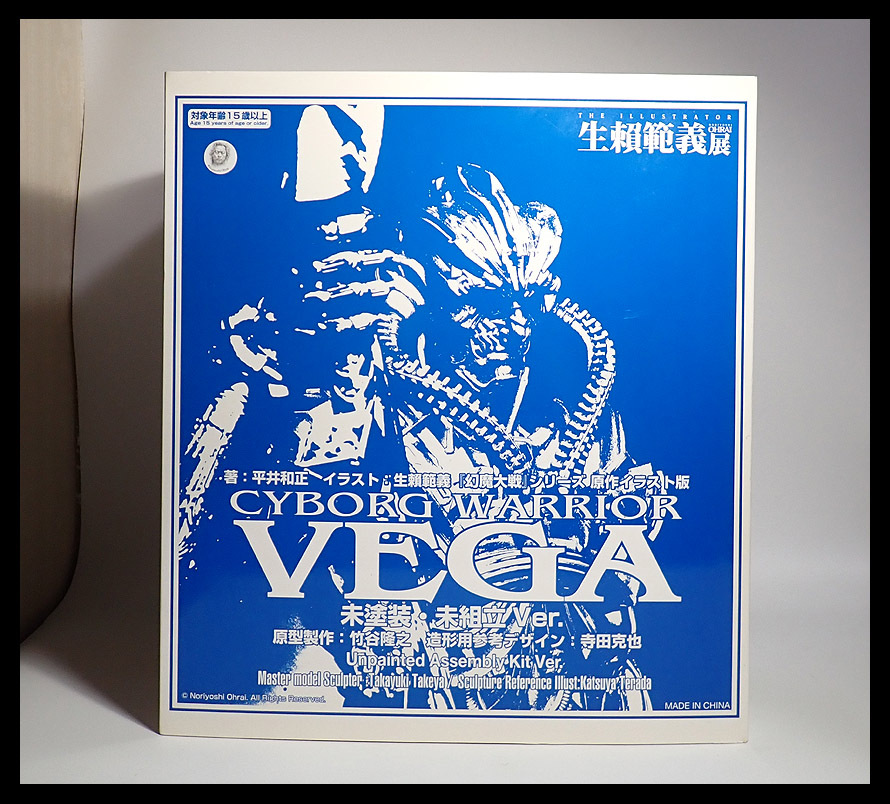 対象年齢15歳以上
Age 15 years of age or older.
THE ILLUSTRATOR
生賴範義展
NORIYOSHI OHRAI
著：平井和正 イラスト：生賴範義『幻魔大戦』シリーズ 原作イラスト版
CYBORG WARRIOR
VEGA
未塗装・未組立Ver.
原型製作：竹谷隆之 造形用参考デザイン：寺田克也
Unpainted Assembly Kit Ver.
Master model Sculpter :Takayuki Takeya / Sculpture Reference Illust:Katsuya Terada
© Noriyoshi Ohrai. All Rights Reserved.
MADE IN CHINA